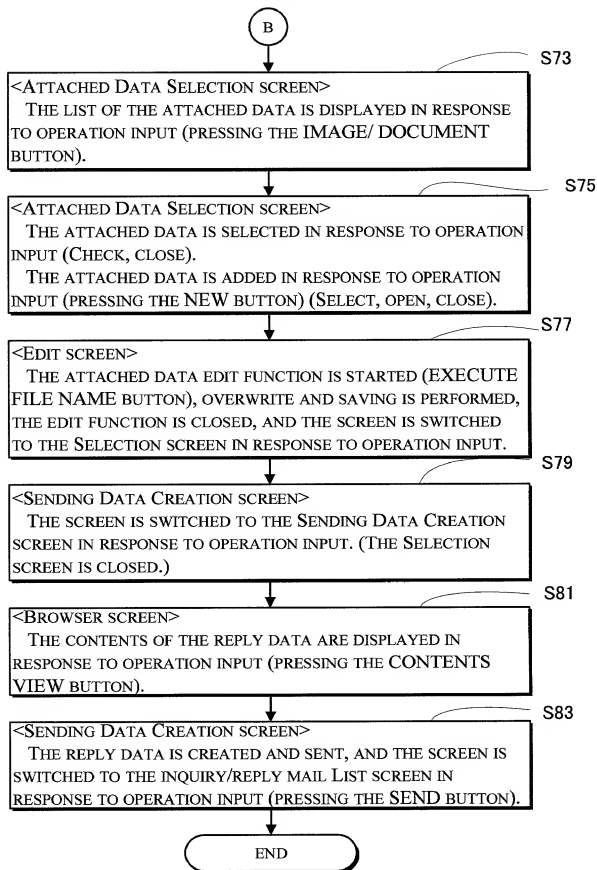 B
S73
<ATTACHED DATA SELECTION SCREEN>
THE LIST OF THE ATTACHED DATA IS DISPLAYED IN RESPONSE
TO OPERATION INPUT (PRESSING THE IMAGE/ DOCUMENT
BUTTON).
S75
<ATTACHED DATA SELECTION SCREEN>
THE ATTACHED DATA IS SELECTED IN RESPONSE TO OPERATION
INPUT (CHECK, CLOSE).
THE ATTACHED DATA IS ADDED IN RESPONSE TO OPERATION
INPUT (PRESSING THE NEW BUTTON) (SELECT, OPEN, CLOSE).
S77
<EDIT SCREEN>
THE ATTACHED DATA EDIT FUNCTION IS STARTED (EXECUTE
FILE NAME BUTTON), OVERWRITE AND SAVING IS PERFORMED,
THE EDIT FUNCTION IS CLOSED, AND THE SCREEN IS SWITCHED
TO THE SELECTION SCREEN IN RESPONSE TO OPERATION INPUT.
S79
<SENDING DATA CREATION SCREEN>
THE SCREEN IS SWITCHED TO THE SENDING DATA CREATION
SCREEN IN RESPONSE TO OPERATION INPUT. (THE SELECTION
SCREEN IS CLOSED.)
S81
<BROWSER SCREEN>
THE CONTENTS OF THE REPLY DATA ARE DISPLAYED IN
RESPONSE TO OPERATION INPUT (PRESSING THE CONTENTS
VIEW BUTTON).
S83
<SENDING DATA CREATION SCREEN>
THE REPLY DATA IS CREATED AND SENT, AND THE SCREEN IS
SWITCHED TO THE INQUIRY/REPLY MAIL LIST SCREEN IN
RESPONSE TO OPERATION INPUT (PRESSING THE SEND BUTTON).
END